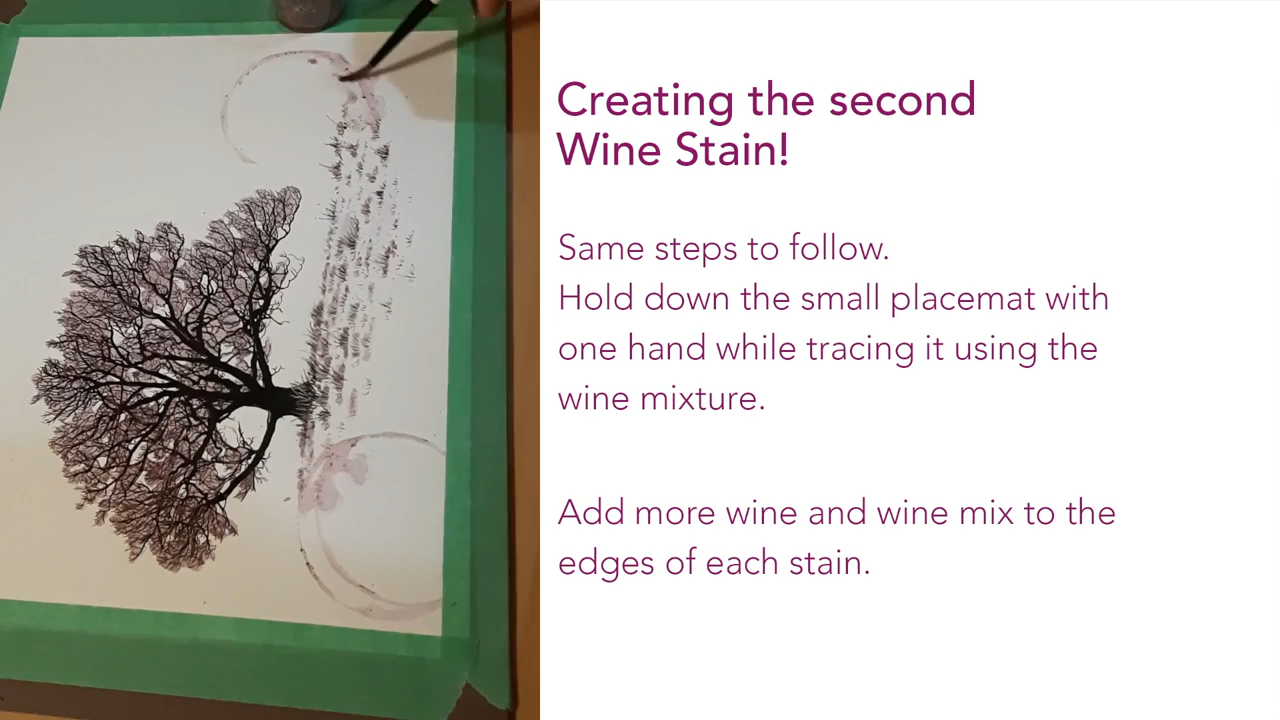 Creating the second
Wine Stain!
Same steps to follow.
Hold down the small placemat with
one hand while tracing it using the
wine mixture.
Add more wine and wine mix to the
edges of each stain.